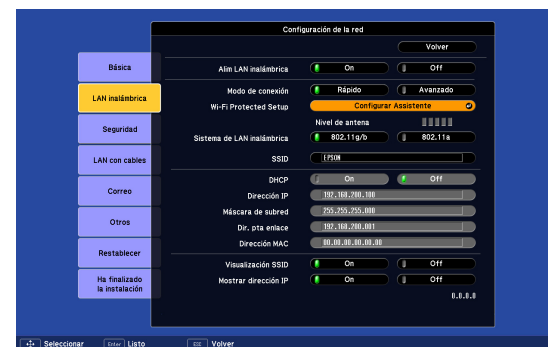 Configuración de la red
Volver
Básica
LAN inalámbrica
Seguridad
LAN con cables
Correo
Otros
Restablecer
Ha finalizado
la instalación
Alim LAN inalámbrica On Off
Modo de conexión Rápido Avanzado
Wi-Fi Protected Setup Configurar Assistente
Nivel de antena
Sistema de LAN inalámbrica 802.11g/b 802.11a
SSID EPSON
DHCP On Off
Dirección IP 192.168.200.100
Máscara de subred 255.255.255.000
Dir. pta enlace 192.168.200.001
Dirección MAC 00.00.00.00.00.00
Visualización SSID On Off
Mostrar dirección IP On Off
0.0.0.0
Seleccionar Enter Listo ESC Volver